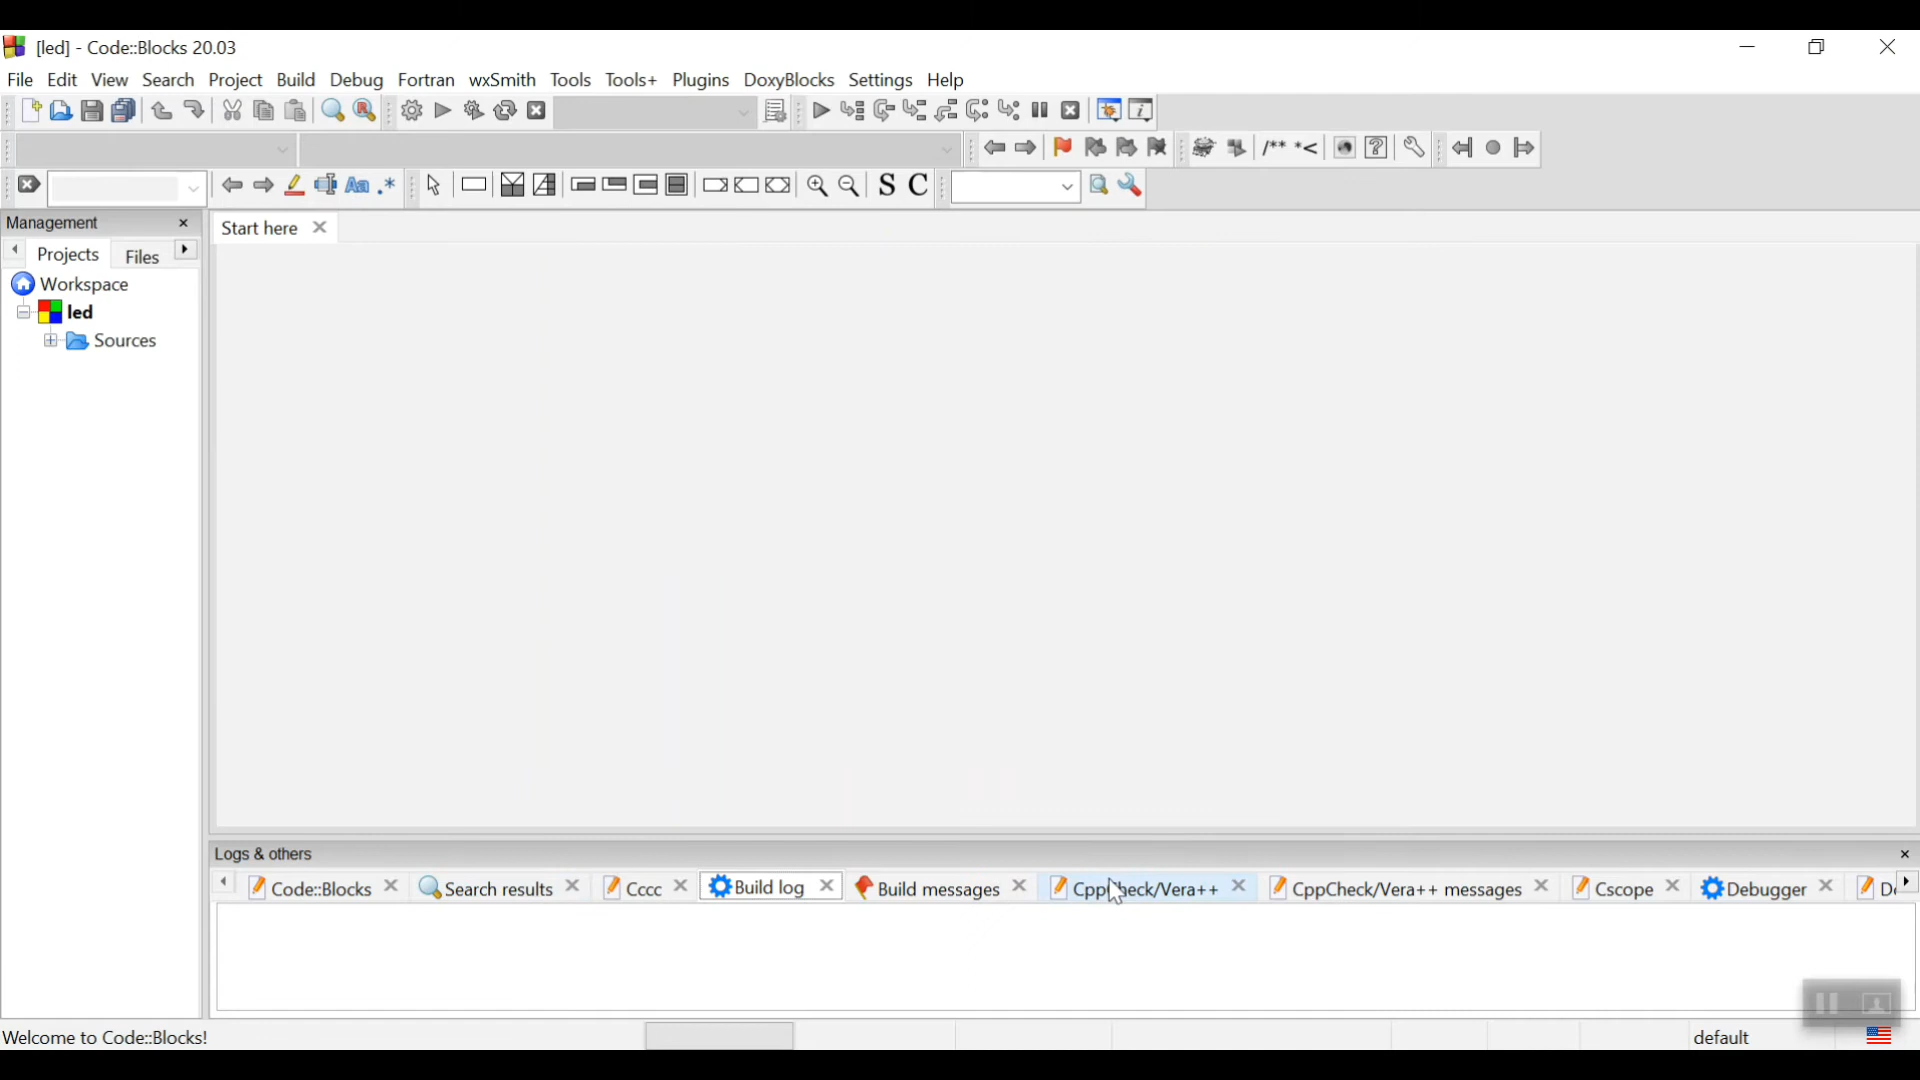 [led] - Code::Blocks 20.03
File Edit View Search Project Build Debug Fortran wxSmith Tools Tools+ Plugins DoxyBlocks Settings Help
/** *<
Aa .* S C
Management
Start here
Projects Files
Workspace
led
Sources
Logs & others
Code::Blocks Search results Cccc Build log Build messages CppCheck/Vera++ CppCheck/Vera++ messages Cscope Debugger
Welcome to Code::Blocks! default